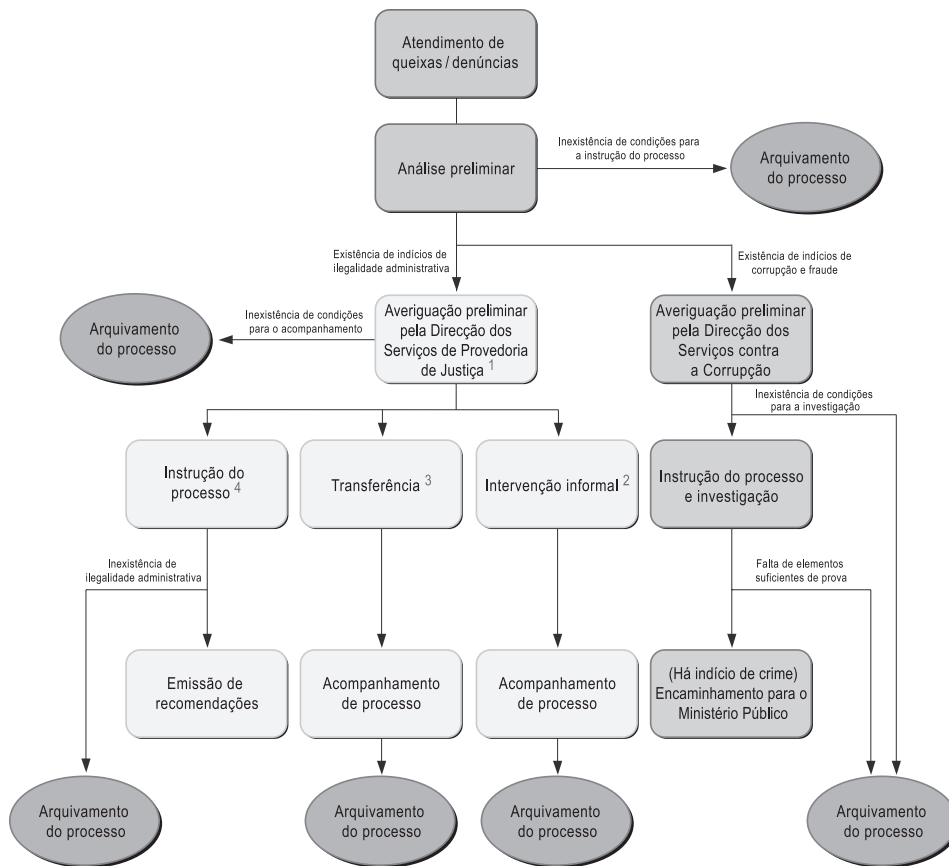 Atendimento de
queixas / denúncias
Análise preliminar
Inexistência de condições para
a instrução do processo
Arquivamento
do processo
Existência de indícios de
ilegalidade administrativa
Existência de indícios de
corrupção e fraude
Arquivamento
do processo
Inexistência de condições
para o acompanhamento
Averiguação preliminar
pela Direcção dos
Serviços de Provedoria
de Justiça 1
Averiguação preliminar
pela Direcção dos
Serviços contra
a Corrupção
Inexistência de condições
para a investigação
Instrução do
processo 4
Transferência 3
Intervenção informal 2
Instrução do processo
e investigação
Inexistência de
ilegalidade administrativa
Falta de elementos
suficientes de prova
Emissão de
recomendações
Acompanhamento
de processo
Acompanhamento
de processo
(Há indício de crime)
Encaminhamento para o
Ministério Público
Arquivamento
do processo
Arquivamento
do processo
Arquivamento
do processo
Arquivamento
do processo